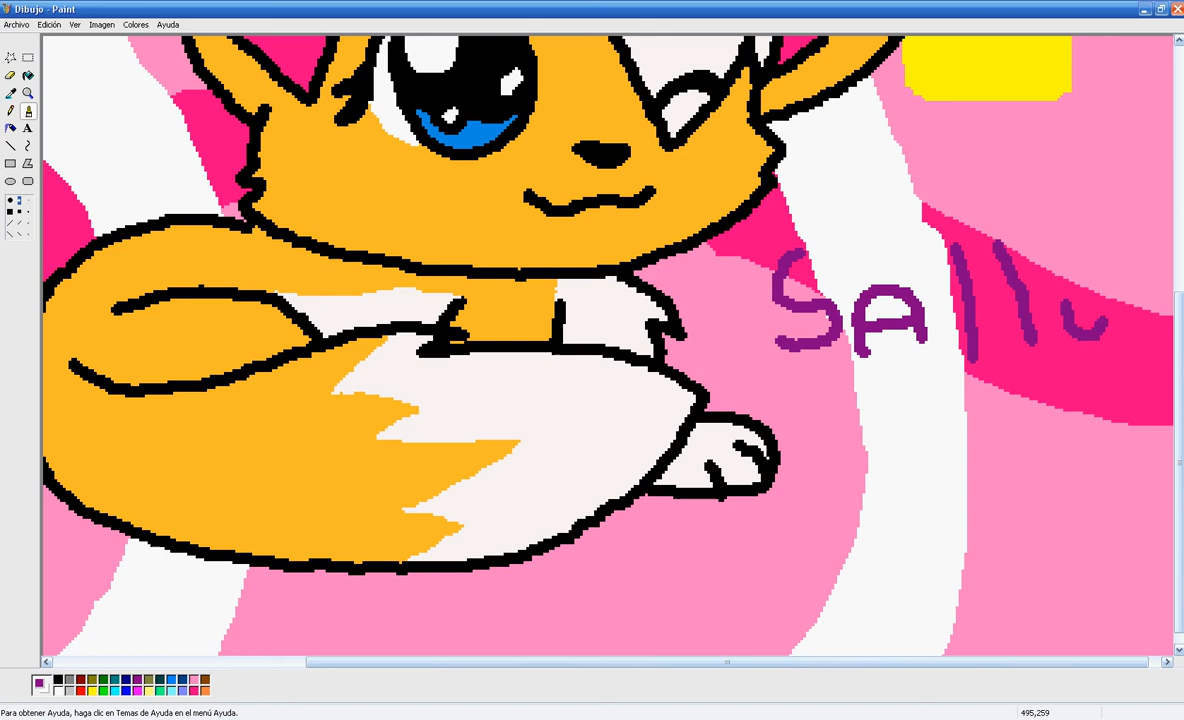 Dibujo - Paint
Archivo Edición Ver Imagen Colores Ayuda
SA
Para obtener Ayuda, haga clic en Temas de Ayuda en el menú Ayuda.
495,259